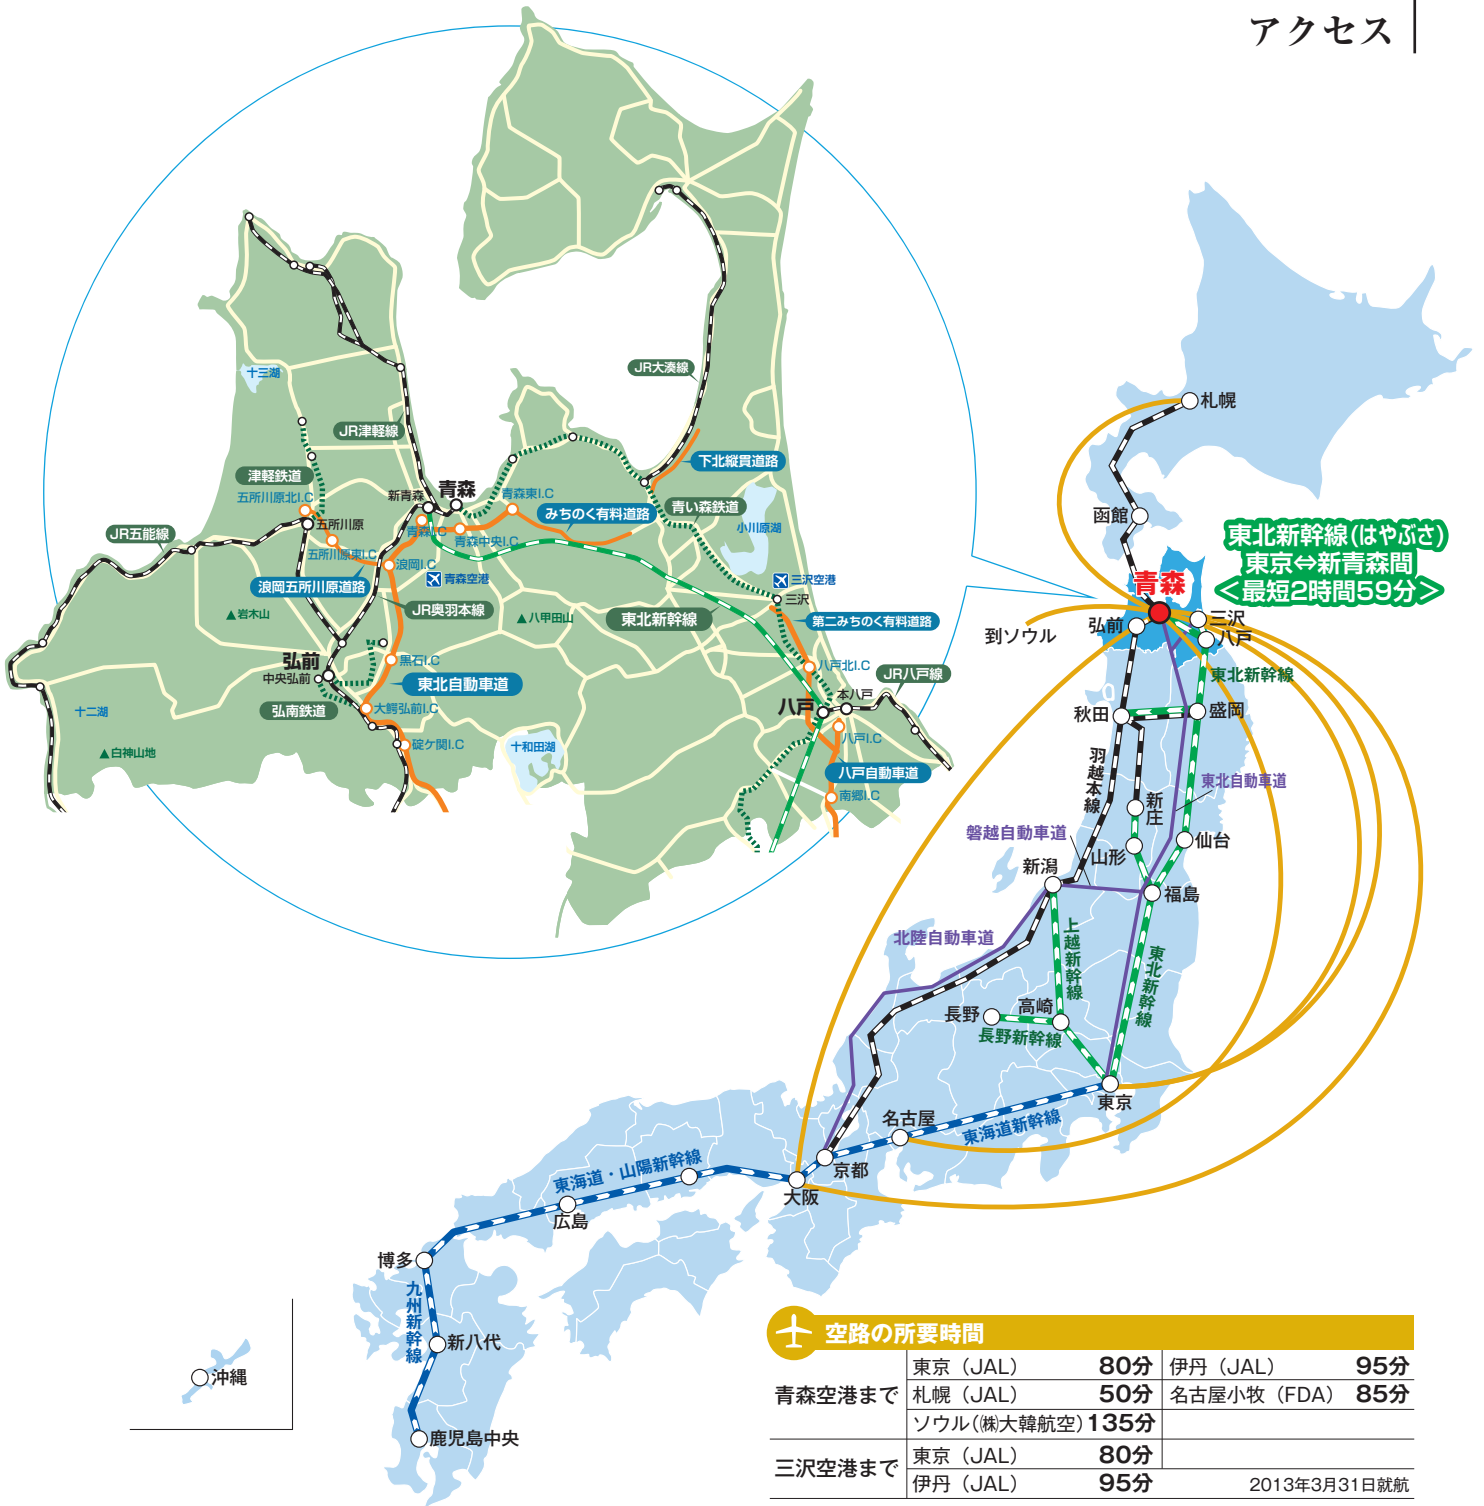 アクセス
十三湖
JR大湊線
JR津軽線
津軽鉄道
五所川原北I.C
新青森
青森
青森東I.C
下北縦貫道路
青い森鉄道
みちのく有料道路
小川原湖
JR五能線
五所川原
青森I.C
青森中央I.C
五所川原東I.C
浪岡I.C
青森空港
三沢空港
浪岡五所川原道路
JR奥羽本線
三沢
岩木山
八甲田山
東北新幹線
第二みちのく有料道路
弘前
中央弘前
黒石I.C
八戸北I.C
JR八戸線
東北自動車道
本八戸
弘南鉄道
大鰐弘前I.C
八戸
十二湖
碇ケ関I.C
十和田湖
八戸I.C
白神山地
八戸自動車道
南郷I.C
札幌
函館
東北新幹線(はやぶさ)
東京⇔新青森間
<最短2時間59分>
青森
到ソウル
弘前
三沢
八戸
東北新幹線
秋田
盛岡
羽越本線
東北自動車道
新庄
磐越自動車道
山形
仙台
新潟
福島
北陸自動車道
上越新幹線
東北新幹線
長野
高崎
長野新幹線
東京
名古屋
東海道新幹線
京都
大阪
東海道・山陽新幹線
広島
博多
九州新幹線
新八代
鹿児島中央
沖縄
空路の所要時間
青森空港まで
東京（JAL） 80分 伊丹（JAL） 95分
札幌（JAL） 50分 名古屋小牧（FDA） 85分
ソウル(㈱大韓航空) 135分
三沢空港まで
東京（JAL） 80分
伊丹（JAL） 95分
2013年3月31日就航